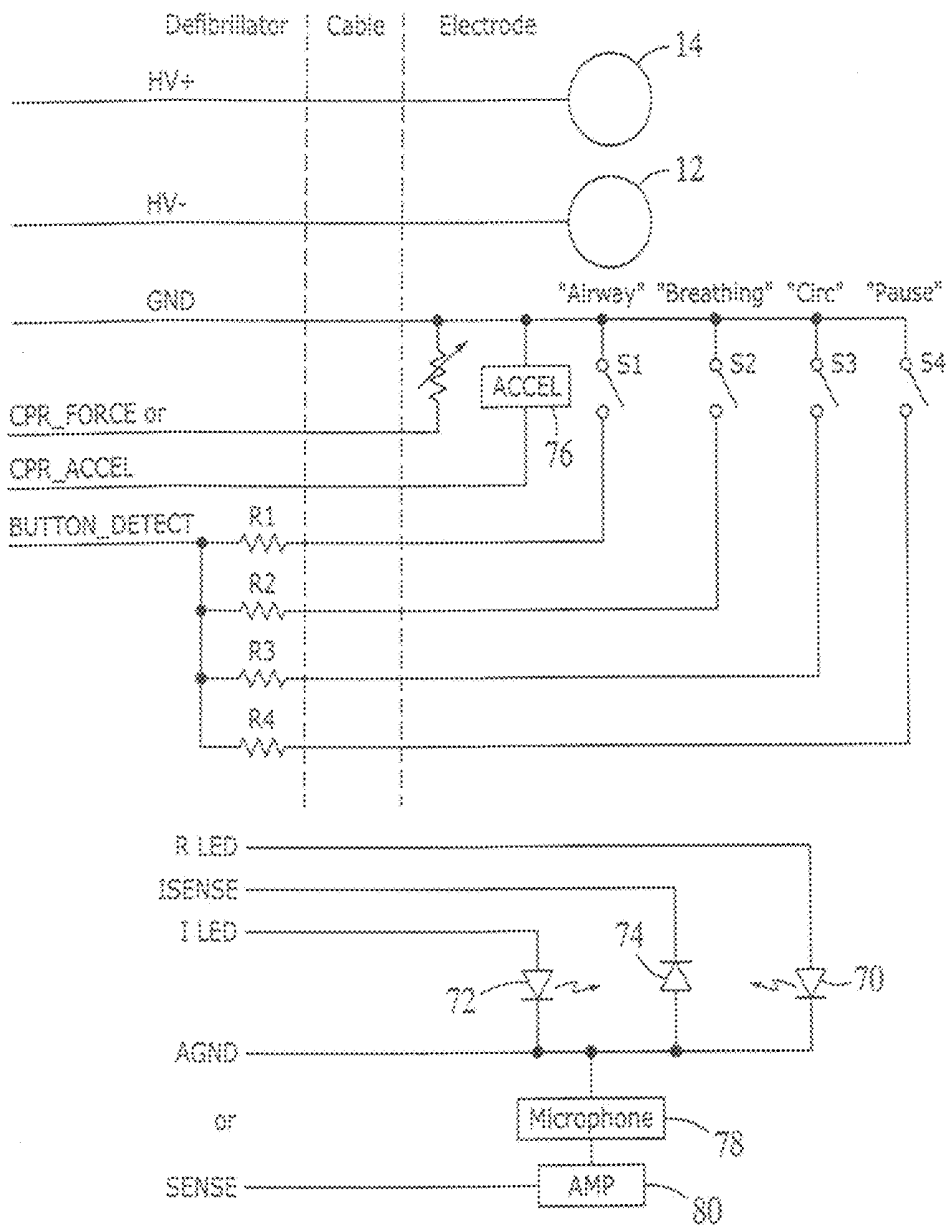 Defibrillator Cable Electrode
14
HV+
12
HV-
GND
"Airway" "Breathing" "Circ" "Pause"
S1 S2 S3 S4
ACCEL
CPR_FORCE or
76
CPR_ACCEL
R1
BUTTON_DETECT
R2
R3
R4
R LED
ISENSE
I LED
74
72
70
AGND
or
Microphone
78
SENSE
AMP
80